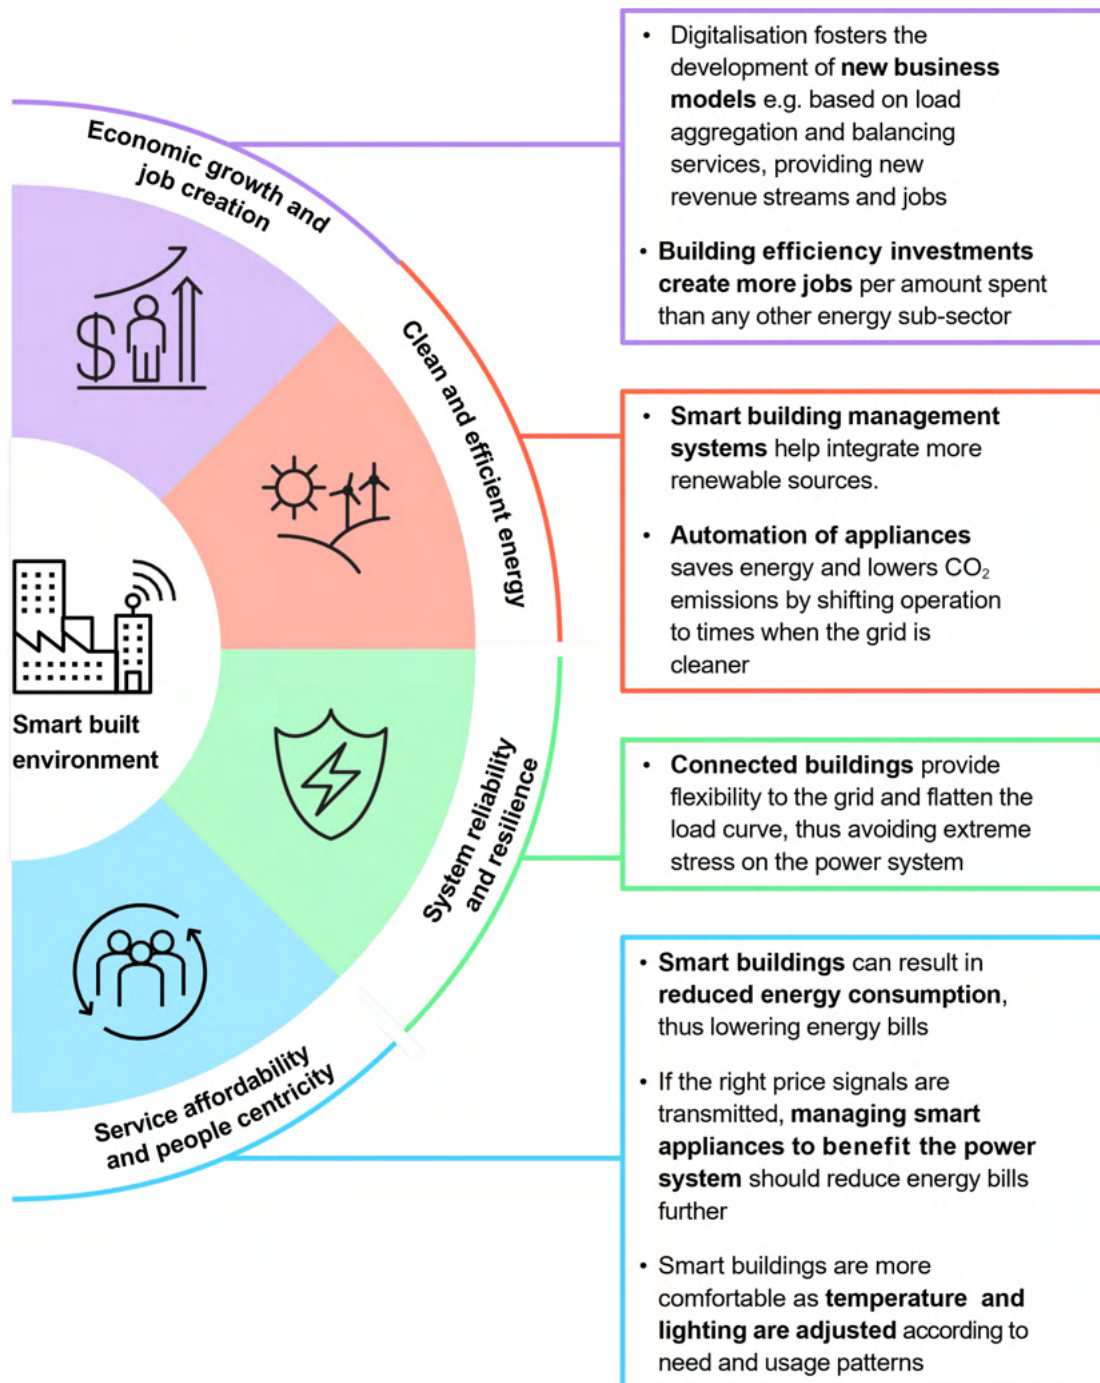 Economic growth and
job creation
• Digitalisation fosters the
development of new business
models e.g. based on load
aggregation and balancing
services, providing new
revenue streams and jobs
• Building efficiency investments
create more jobs per amount spent
than any other energy sub-sector
Clean and efficient energy
• Smart building management
systems help integrate more
renewable sources.
• Automation of appliances
saves energy and lowers CO₂
emissions by shifting operation
to times when the grid is
cleaner
Smart built
environment
System reliability
and resilience
• Connected buildings provide
flexibility to the grid and flatten the
load curve, thus avoiding extreme
stress on the power system
Service affordability
and people centricity
• Smart buildings can result in
reduced energy consumption,
thus lowering energy bills
• If the right price signals are
transmitted, managing smart
appliances to benefit the power
system should reduce energy bills
further
• Smart buildings are more
comfortable as temperature and
lighting are adjusted according to
need and usage patterns